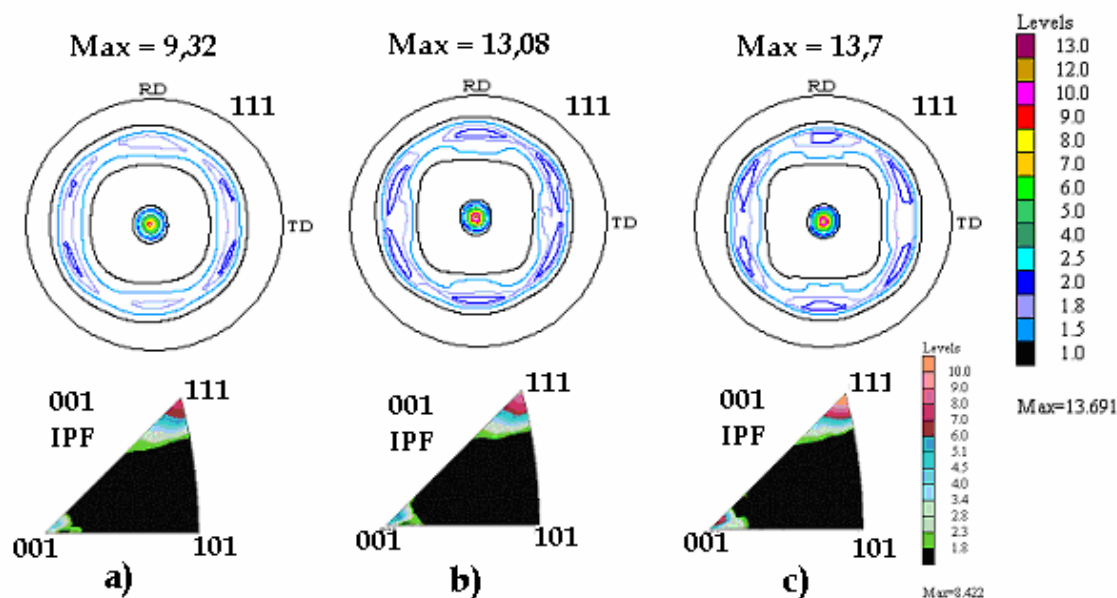 Max = 9,32
Max = 13,08
Max = 13,7
RD
111
TD
RD
111
TD
RD
111
TD
Levels
13.0
12.0
10.0
9.0
8.0
7.0
6.0
5.0
4.0
2.5
2.0
1.8
1.5
1.0
Max=13.691
001
IPF
111
001
101
001
IPF
111
001
101
001
IPF
111
001
101
Levels
10.0
9.0
8.0
7.0
6.0
5.1
4.5
4.0
3.4
2.8
2.3
1.8
Max=8.422
a)
b)
c)